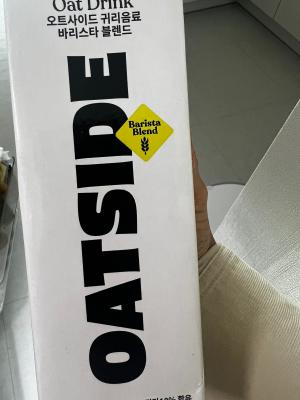 Oat Drink
오트사이드 귀리음료
바리스타 블렌드
OATSIDE
Barista
Blend